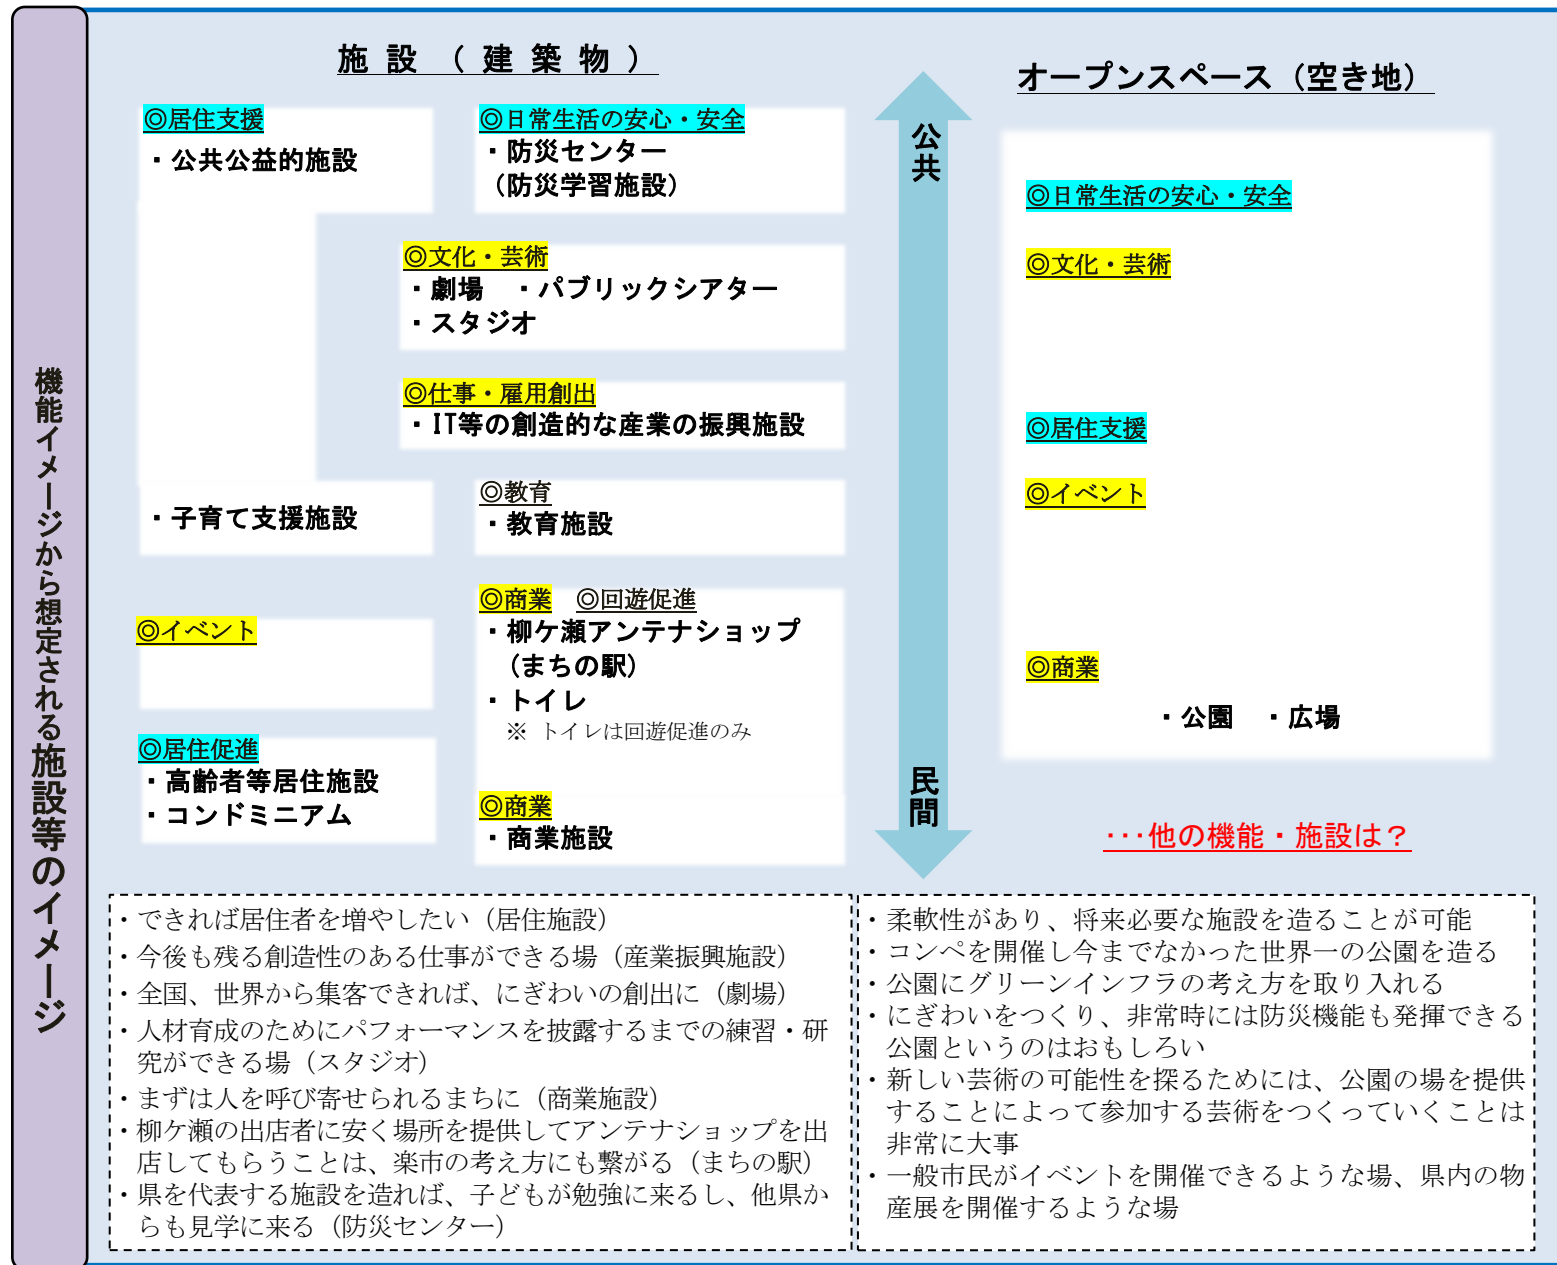 機能イメージから想定される施設等のイメージ
施設（建築物）
◎居住支援
・公共公益的施設
・子育て支援施設
◎日常生活の安心・安全
・防災センター
（防災学習施設）
◎文化・芸術
・劇場　・パブリックシアター
・スタジオ
◎仕事・雇用創出
・IT等の創造的な産業の振興施設
◎教育
・教育施設
◎イベント
◎商業　◎回遊促進
・柳ケ瀬アンテナショップ
（まちの駅）
・トイレ
※ トイレは回遊促進のみ
◎居住促進
・高齢者等居住施設
・コンドミニアム
◎商業
・商業施設
公共
民間
オープンスペース（空き地）
◎日常生活の安心・安全
◎文化・芸術
◎居住支援
◎イベント
◎商業
・公園　・広場
…他の機能・施設は？
・できれば居住者を増やしたい（居住施設）
・今後も残る創造性のある仕事ができる場（産業振興施設）
・全国、世界から集客できれば、にぎわいの創出に（劇場）
・人材育成のためにパフォーマンスを披露するまでの練習・研
究ができる場（スタジオ）
・まずは人を呼び寄せられるまちに（商業施設）
・柳ケ瀬の出店者に安く場所を提供してアンテナショップを出
店してもらうことは、楽市の考え方にも繋がる（まちの駅）
・県を代表する施設を造れば、子どもが勉強に来るし、他県か
らも見学に来る（防災センター）
・柔軟性があり、将来必要な施設を造ることが可能
・コンペを開催し今までなかった世界一の公園を造る
・公園にグリーンインフラの考え方を取り入れる
・にぎわいをつくり、非常時には防災機能も発揮できる
公園というのはおもしろい
・新しい芸術の可能性を探るためには、公園の場を提供
することによって参加する芸術をつくっていくことは
非常に大事
・一般市民がイベントを開催できるような場、県内の物
産展を開催するような場